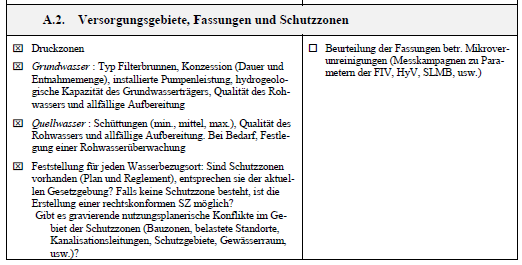 A.2. Versorgungsgebiete, Fassungen und Schutzzonen
☒ Druckzonen
☒ Grundwasser : Typ Filterbrunnen, Konzession (Dauer und
Entnahmemenge), installierte Pumpenleistung, hydrogeolo-
gische Kapazität des Grundwasserträgers, Qualität des Roh-
wassers und allfällige Aufbereitung
☒ Quellwasser : Schüttungen (min., mittel, max.), Qualität des
Rohwassers und allfällige Aufbereitung. Bei Bedarf, Festle-
gung einer Rohwasserüberwachung
☒ Feststellung für jeden Wasserbezugsort: Sind Schutzzonen
vorhanden (Plan und Reglement), entsprechen sie der aktuel-
len Gesetzgebung? Falls keine Schutzzone besteht, ist die
Erstellung einer rechtskonformen SZ möglich?
Gibt es gravierende nutzungsplanerische Konflikte im Ge-
biet der Schutzzonen (Bauzonen, belastete Standorte,
Kanalisationsleitungen, Schutzgebiete, Gewässerraum,
usw.)?
☐ Beurteilung der Fassungen betr. Mikrover-
unreinigungen (Messkampagnen zu Para-
metern der FIV, HyV, SLMB, usw.)